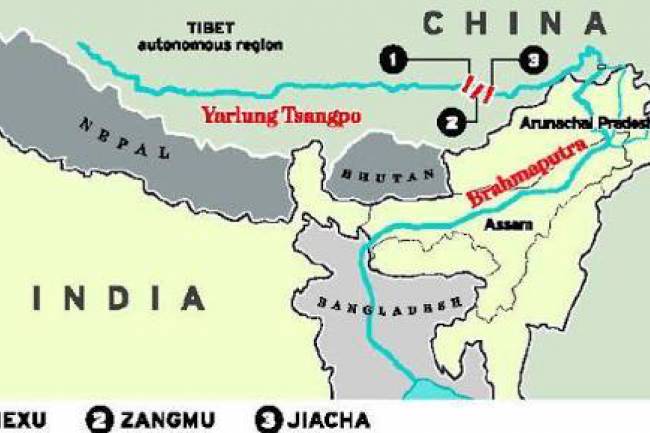 CHINA
TIBET
autonomous region
1
3
2
Yarlung Tsangpo
NEPAL
BHUTAN
Arunachal Pradesh
Brahmaputra
Assam
INDIA
BANGLADESH
IEXU 2 ZANGMU 3 JIACHA